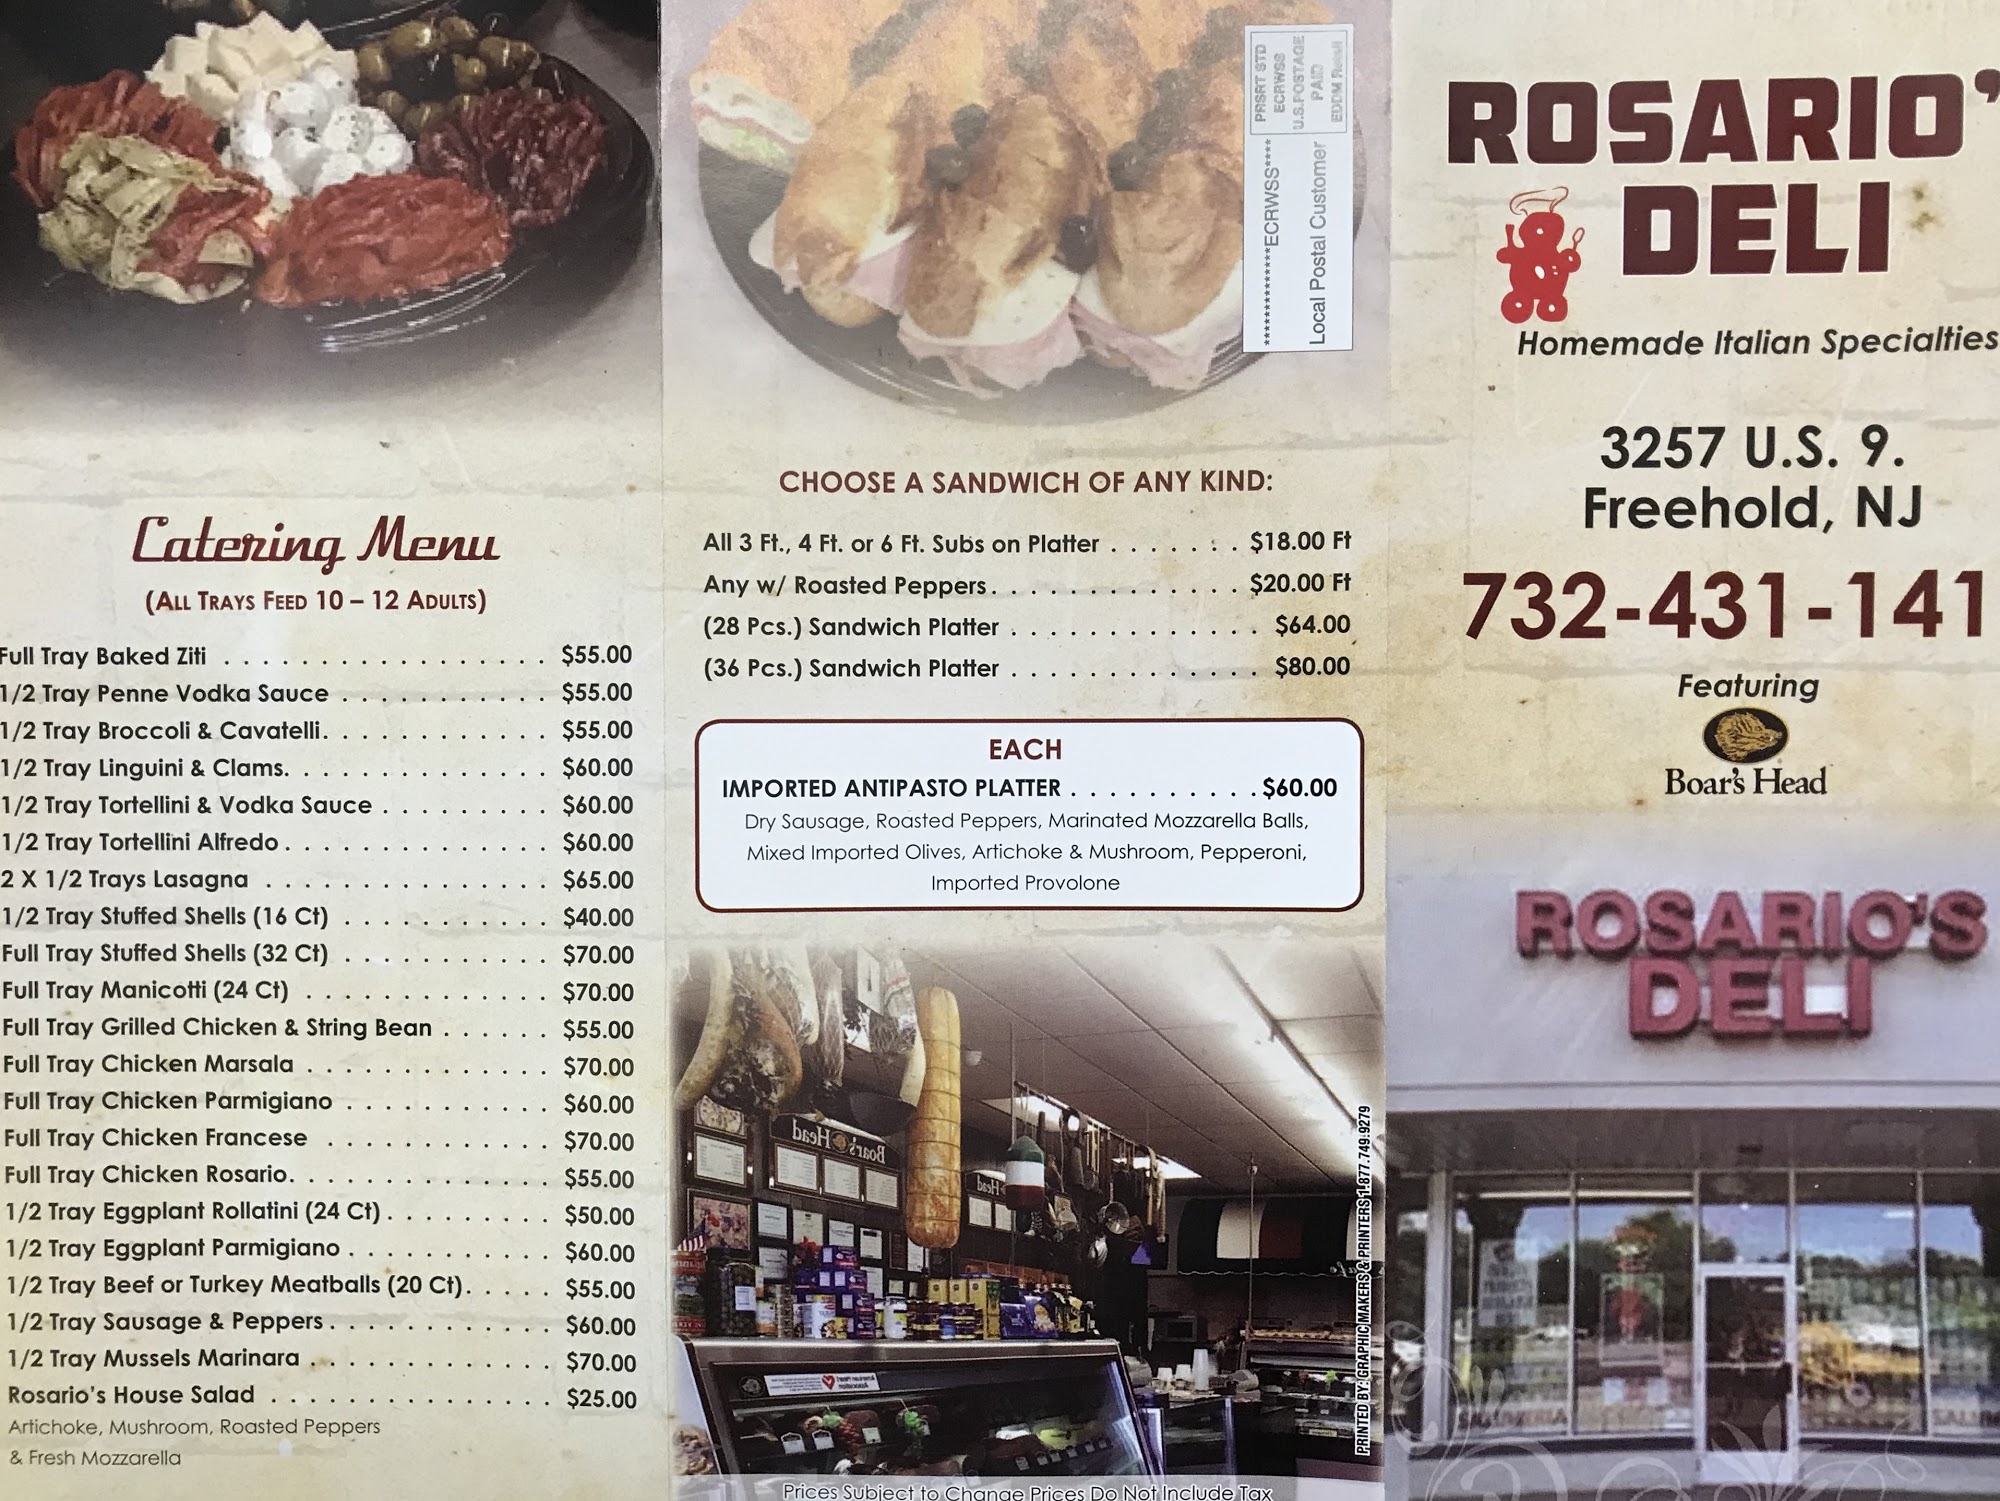 Catering Menu
(ALL TRAYS FEED 10 – 12 ADULTS)
Full Tray Baked Ziti . . . . . . . . . . . . . . . . . $55.00
1/2 Tray Penne Vodka Sauce . . . . . . . . . . . $55.00
1/2 Tray Broccoli & Cavatelli. . . . . . . . . . . . $55.00
1/2 Tray Linguini & Clams. . . . . . . . . . . . . . $60.00
1/2 Tray Tortellini & Vodka Sauce . . . . . . . . . $60.00
1/2 Tray Tortellini Alfredo . . . . . . . . . . . . . . $60.00
2 X 1/2 Trays Lasagna . . . . . . . . . . . . . . . $65.00
1/2 Tray Stuffed Shells (16 Ct) . . . . . . . . . . . $40.00
Full Tray Stuffed Shells (32 Ct) . . . . . . . . . . . $70.00
Full Tray Manicotti (24 Ct) . . . . . . . . . . . . . $70.00
Full Tray Grilled Chicken & String Bean . . . . . . $55.00
Full Tray Chicken Marsala . . . . . . . . . . . . . $70.00
Full Tray Chicken Parmigiano . . . . . . . . . . . $60.00
Full Tray Chicken Francese . . . . . . . . . . . . $70.00
Full Tray Chicken Rosario. . . . . . . . . . . . . . $55.00
1/2 Tray Eggplant Rollatini (24 Ct) . . . . . . . . . $50.00
1/2 Tray Eggplant Parmigiano . . . . . . . . . . . $60.00
1/2 Tray Beef or Turkey Meatballs (20 Ct). . . . . $55.00
1/2 Tray Sausage & Peppers . . . . . . . . . . . . $60.00
1/2 Tray Mussels Marinara . . . . . . . . . . . . . $70.00
Rosario's House Salad . . . . . . . . . . . . . . . $25.00
Artichoke, Mushroom, Roasted Peppers
& Fresh Mozzarella
PRSRT STD
ECRWSS
U.S.POSTAGE
PAID
EDDM Retail
****************ECRWSS****
Local Postal Customer
CHOOSE A SANDWICH OF ANY KIND:
All 3 Ft., 4 Ft. or 6 Ft. Subs on Platter . . . . . . . $18.00 Ft
Any w/ Roasted Peppers. . . . . . . . . . . . . $20.00 Ft
(28 Pcs.) Sandwich Platter . . . . . . . . . . . . . $64.00
(36 Pcs.) Sandwich Platter . . . . . . . . . . . . . $80.00
EACH
IMPORTED ANTIPASTO PLATTER . . . . . . . . . . $60.00
Dry Sausage, Roasted Peppers, Marinated Mozzarella Balls,
Mixed Imported Olives, Artichoke & Mushroom, Pepperoni,
Imported Provolone
Boar's Head
Head
PRINTED BY: GRAPHIC MAKERS & PRINTERS 1.877.749.9279
Prices Subject to Change Prices Do Not Include Tax
ROSARIO'
DELI
Homemade Italian Specialties
3257 U.S. 9.
Freehold, NJ
732-431-141
Featuring
Boar's Head
ROSARIO'S
DELI